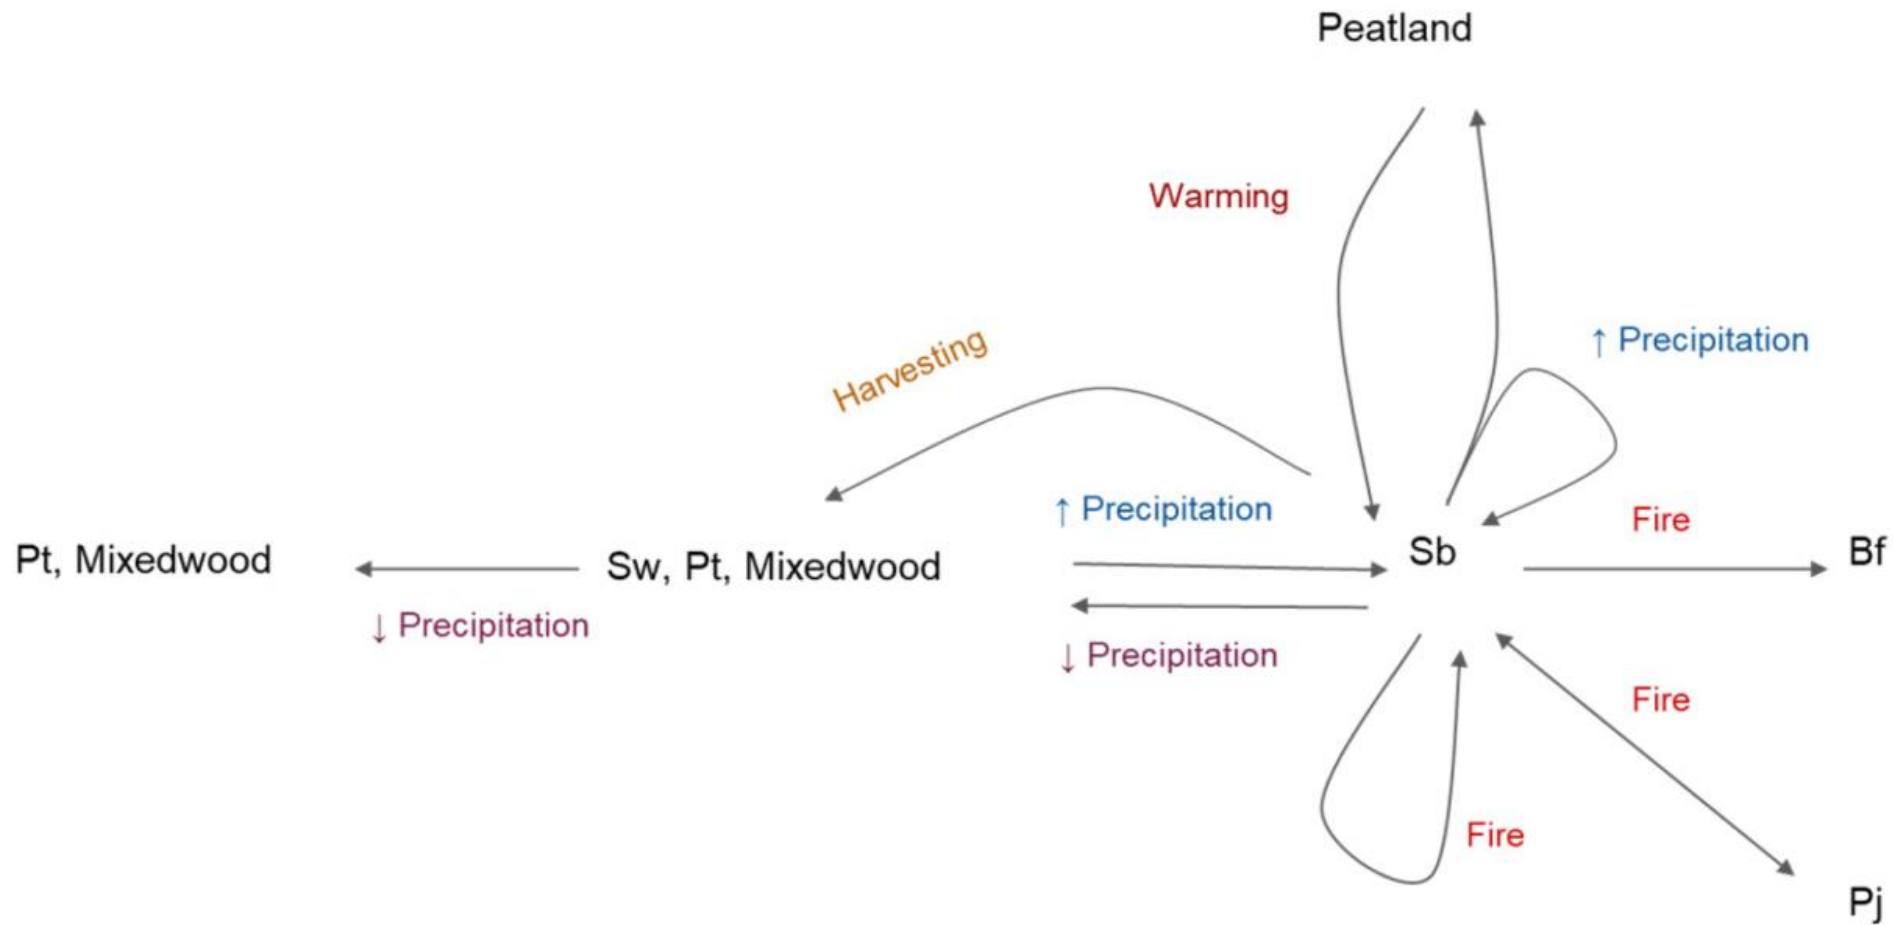 Peatland
Warming
↑ Precipitation
Harvesting
↑ Precipitation
Fire
Pt, Mixedwood
Sw, Pt, Mixedwood
Sb
Bf
↓ Precipitation
↓ Precipitation
Fire
Fire
Pj